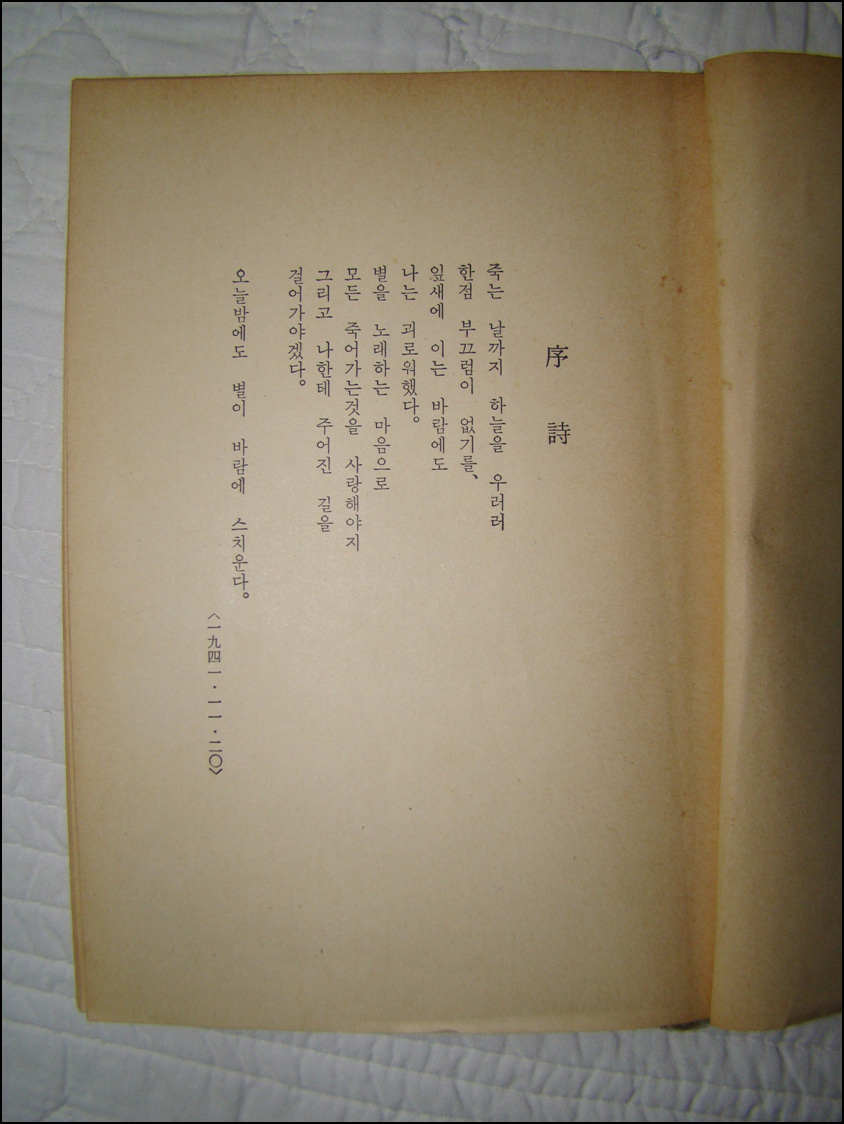 序詩
죽는 날까지 하늘을 우러러
한점 부끄럼이 없기를、
잎새에 이는 바람에도
나는 괴로워했다。
별을 노래하는 마음으로
모든 죽어가는것을 사랑해야지
그리고 나한테 주어진 길을
걸어가야겠다。
오늘밤에도 별이 바람에 스치운다。
〈一九四一・一一・二〇〉